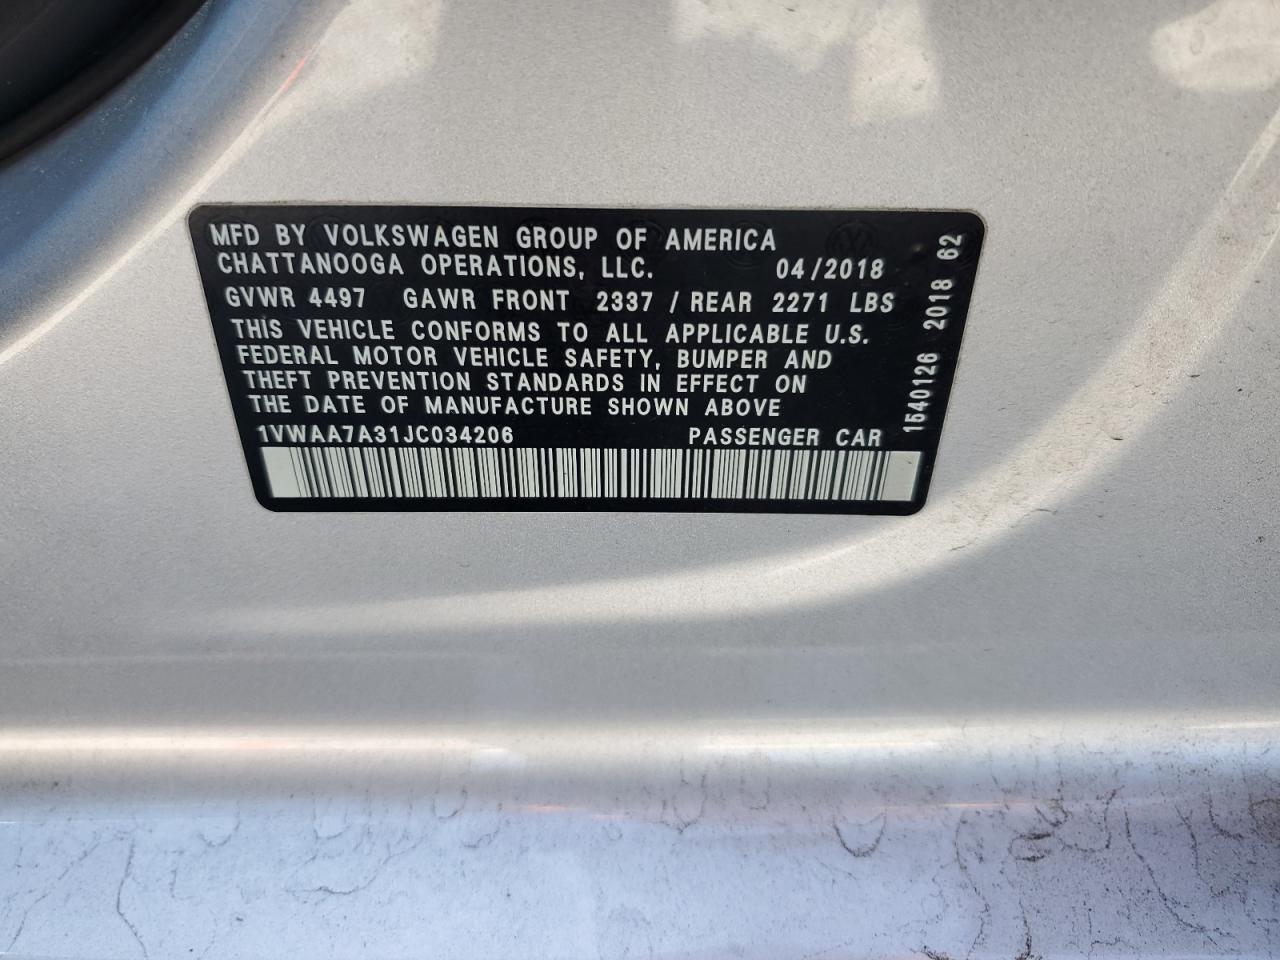 MFD BY VOLKSWAGEN GROUP OF AMERICA
CHATTANOOGA OPERATIONS, LLC. 04/2018
GVWR 4497 GAWR FRONT 2337 / REAR 2271 LBS
THIS VEHICLE CONFORMS TO ALL APPLICABLE U.S.
FEDERAL MOTOR VEHICLE SAFETY, BUMPER AND
THEFT PREVENTION STANDARDS IN EFFECT ON
THE DATE OF MANUFACTURE SHOWN ABOVE
1VWAA7A31JC034206 PASSENGER CAR
1540126 2018 62